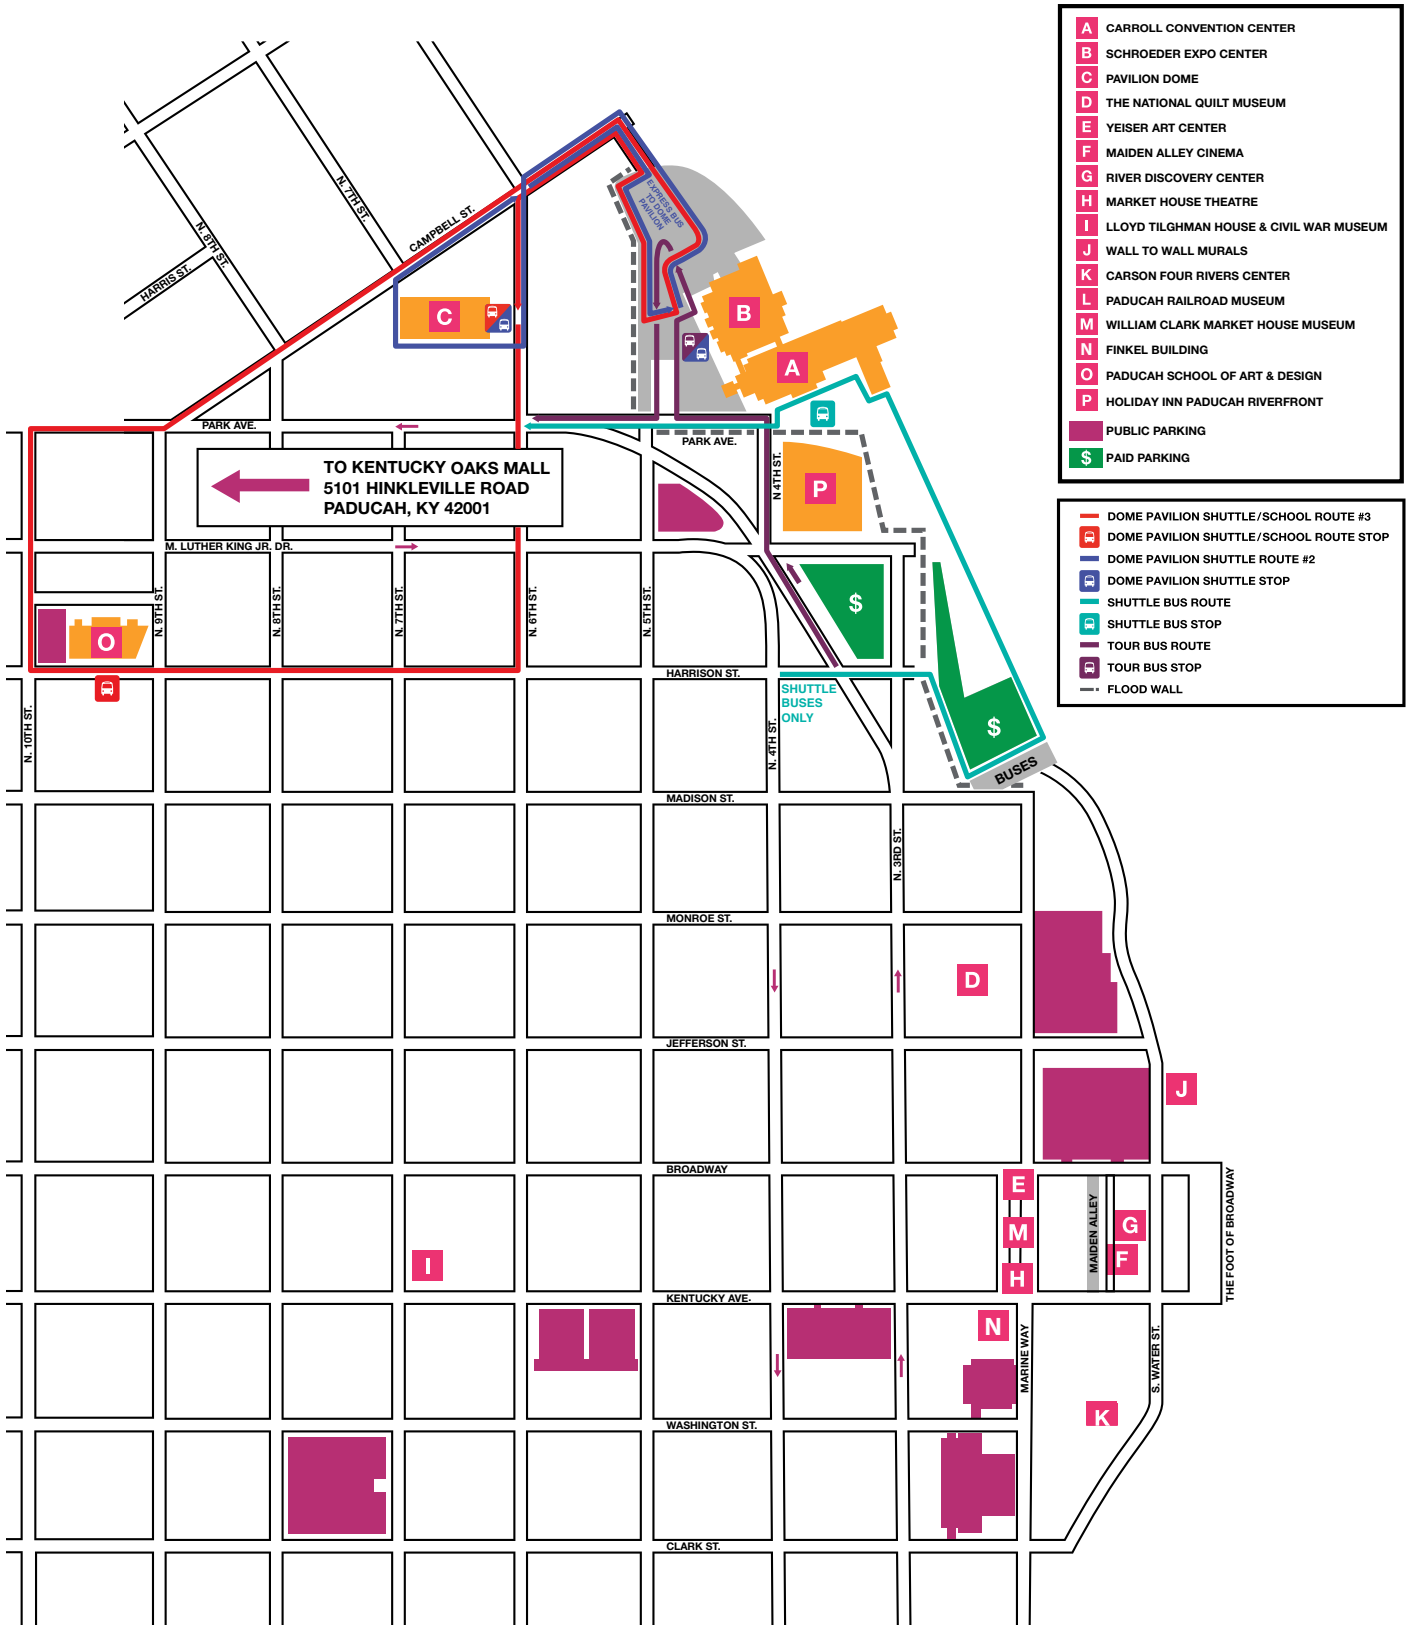 A CARROLL CONVENTION CENTER
B SCHROEDER EXPO CENTER
C PAVILION DOME
D THE NATIONAL QUILT MUSEUM
E YEISER ART CENTER
F MAIDEN ALLEY CINEMA
G RIVER DISCOVERY CENTER
H MARKET HOUSE THEATRE
I LLOYD TILGHMAN HOUSE & CIVIL WAR MUSEUM
J WALL TO WALL MURALS
K CARSON FOUR RIVERS CENTER
L PADUCAH RAILROAD MUSEUM
M WILLIAM CLARK MARKET HOUSE MUSEUM
N FINKEL BUILDING
O PADUCAH SCHOOL OF ART & DESIGN
P HOLIDAY INN PADUCAH RIVERFRONT
PUBLIC PARKING
$ PAID PARKING
DOME PAVILION SHUTTLE/SCHOOL ROUTE #3
DOME PAVILION SHUTTLE/SCHOOL ROUTE STOP
DOME PAVILION SHUTTLE ROUTE #2
DOME PAVILION SHUTTLE STOP
SHUTTLE BUS ROUTE
SHUTTLE BUS STOP
TOUR BUS ROUTE
TOUR BUS STOP
FLOOD WALL
N. 7TH ST.
N. 8TH ST.
HARRIS ST.
CAMPBELL ST.
EXPRESS BUS
TO DOME
PAVILION
C
B
A
PARK AVE.
PARK AVE.
TO KENTUCKY OAKS MALL
5101 HINKLEVILLE ROAD
PADUCAH, KY 42001
N 4TH ST.
P
M. LUTHER KING JR. DR.
N. 9TH ST.
N. 8TH ST.
N. 7TH ST.
N. 6TH ST.
N. 5TH ST.
$
O
HARRISON ST.
SHUTTLE
BUSES
ONLY
N. 10TH ST.
N. 4TH ST.
$
BUSES
MADISON ST.
N. 3RD ST.
MONROE ST.
D
JEFFERSON ST.
J
BROADWAY
E
M
H
MAIDEN ALLEY
G
F
THE FOOT OF BROADWAY
I
KENTUCKY AVE.
N
MARINE WAY
S. WATER ST.
K
WASHINGTON ST.
CLARK ST.